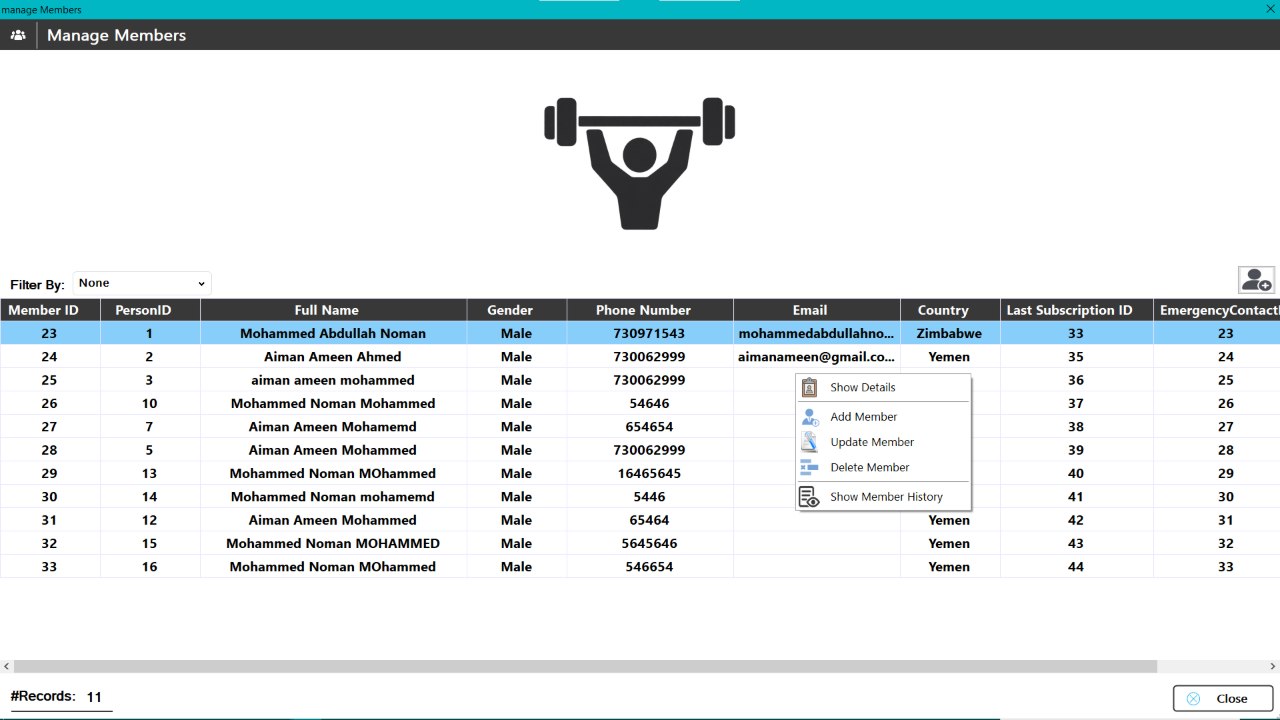 manage Members
Manage Members
Filter By: None
Member ID PersonID Full Name Gender Phone Number Email Country Last Subscription ID EmergencyContactI
23 1 Mohammed Abdullah Noman Male 730971543 mohammedabdullahno... Zimbabwe 33 23
24 2 Aiman Ameen Ahmed Male 730062999 aimanameen@gmail.co... Yemen 35 24
25 3 aiman ameen mohammed Male 730062999 36 25
Show Details
26 10 Mohammed Noman Mohammed Male 54646 37 26
Add Member
27 7 Aiman Ameen Mohamemd Male 654654 38 27
Update Member
28 5 Aiman Ameen Mohammed Male 730062999 39 28
Delete Member
29 13 Mohammed Noman MOhammed Male 16465645 40 29
30 14 Mohammed Noman mohamemd Male 5446 41 30
Show Member History
31 12 Aiman Ameen Mohammed Male 65464 Yemen 42 31
32 15 Mohammed Noman MOHAMMED Male 5645646 Yemen 43 32
33 16 Mohammed Noman MOhammed Male 546654 Yemen 44 33
#Records: 11
Close